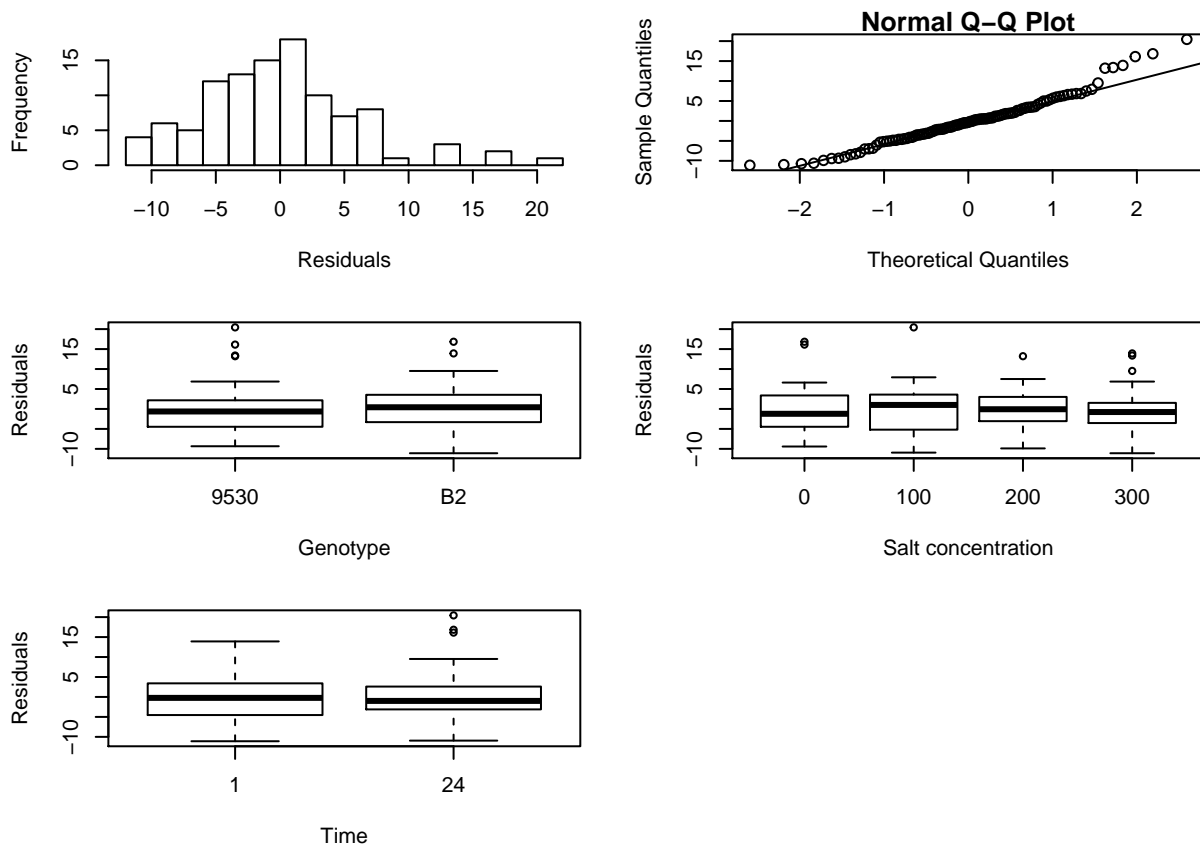 Frequency
15
5
0
−10
−5
0
5
10
15
20
Residuals
Normal Q−Q Plot
Sample Quantiles
15
5
−10
−2
−1
0
1
2
Theoretical Quantiles
Residuals
15
5
−10
9530
B2
Genotype
Residuals
15
5
−10
0
100
200
300
Salt concentration
Residuals
15
5
−10
1
24
Time